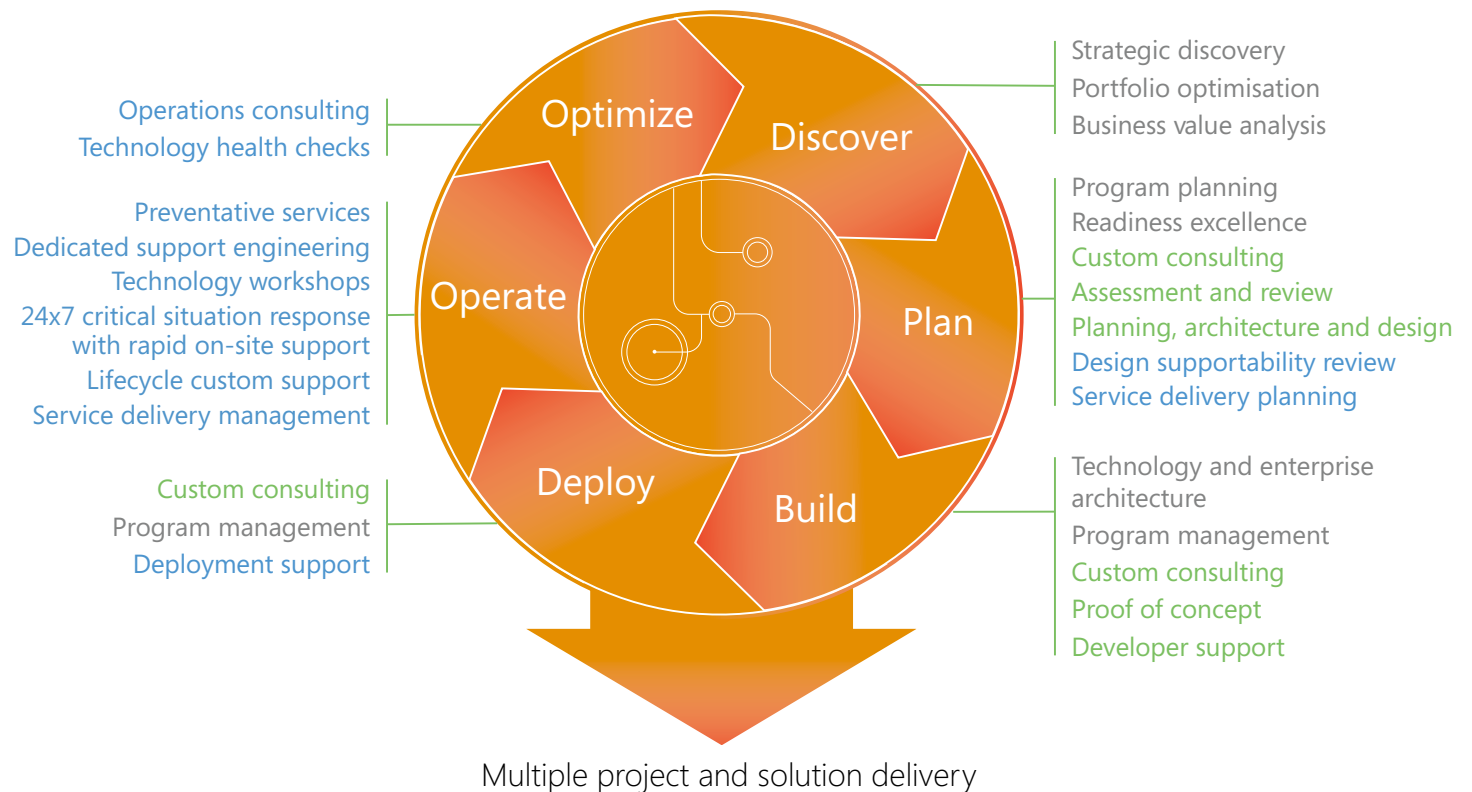 Optimize
Discover
Plan
Build
Deploy
Operate
Strategic discovery
Portfolio optimisation
Business value analysis
Program planning
Readiness excellence
Custom consulting
Assessment and review
Planning, architecture and design
Design supportability review
Service delivery planning
Technology and enterprise
architecture
Program management
Custom consulting
Proof of concept
Developer support
Custom consulting
Program management
Deployment support
Preventative services
Dedicated support engineering
Technology workshops
24x7 critical situation response
with rapid on-site support
Lifecycle custom support
Service delivery management
Operations consulting
Technology health checks
Multiple project and solution delivery